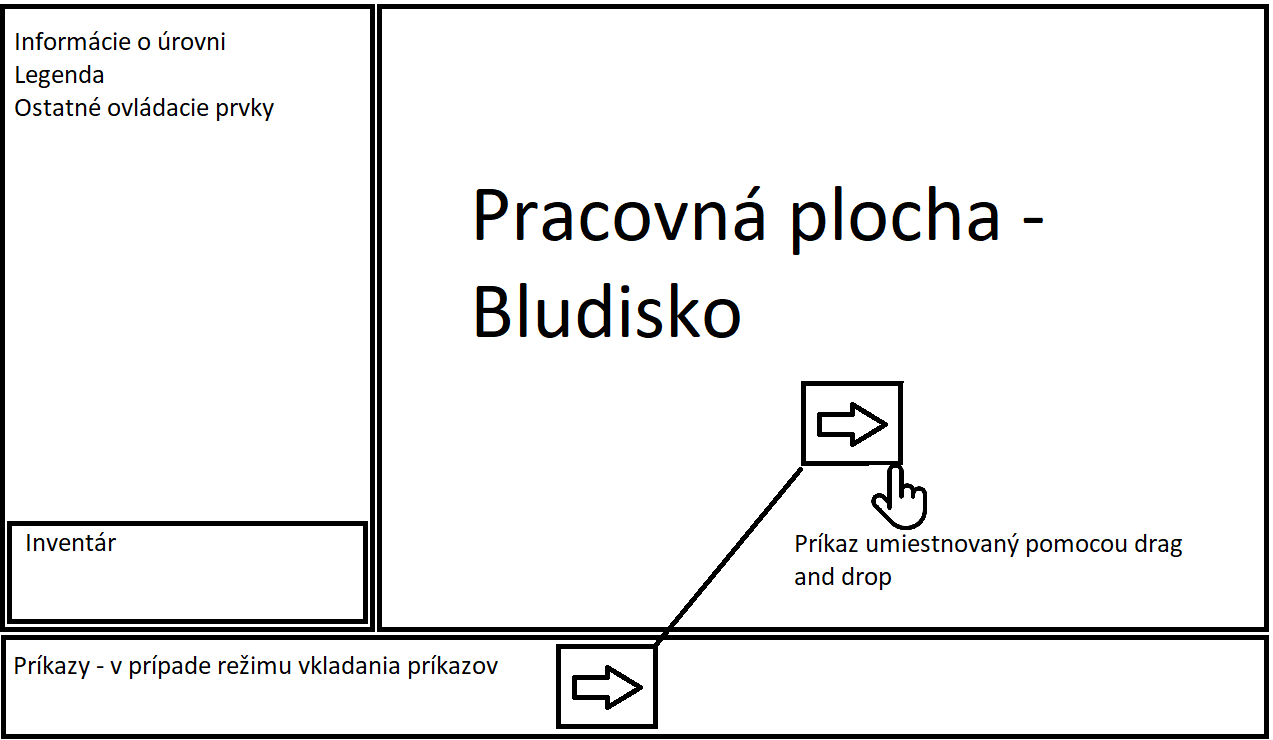 Informácie o úrovni
Legenda
Ostatné ovládacie prvky
Pracovná plocha -
Bludisko
Príkaz umiestnovaný pomocou drag
and drop
Inventár
Príkazy - v prípade režimu vkladania príkazov